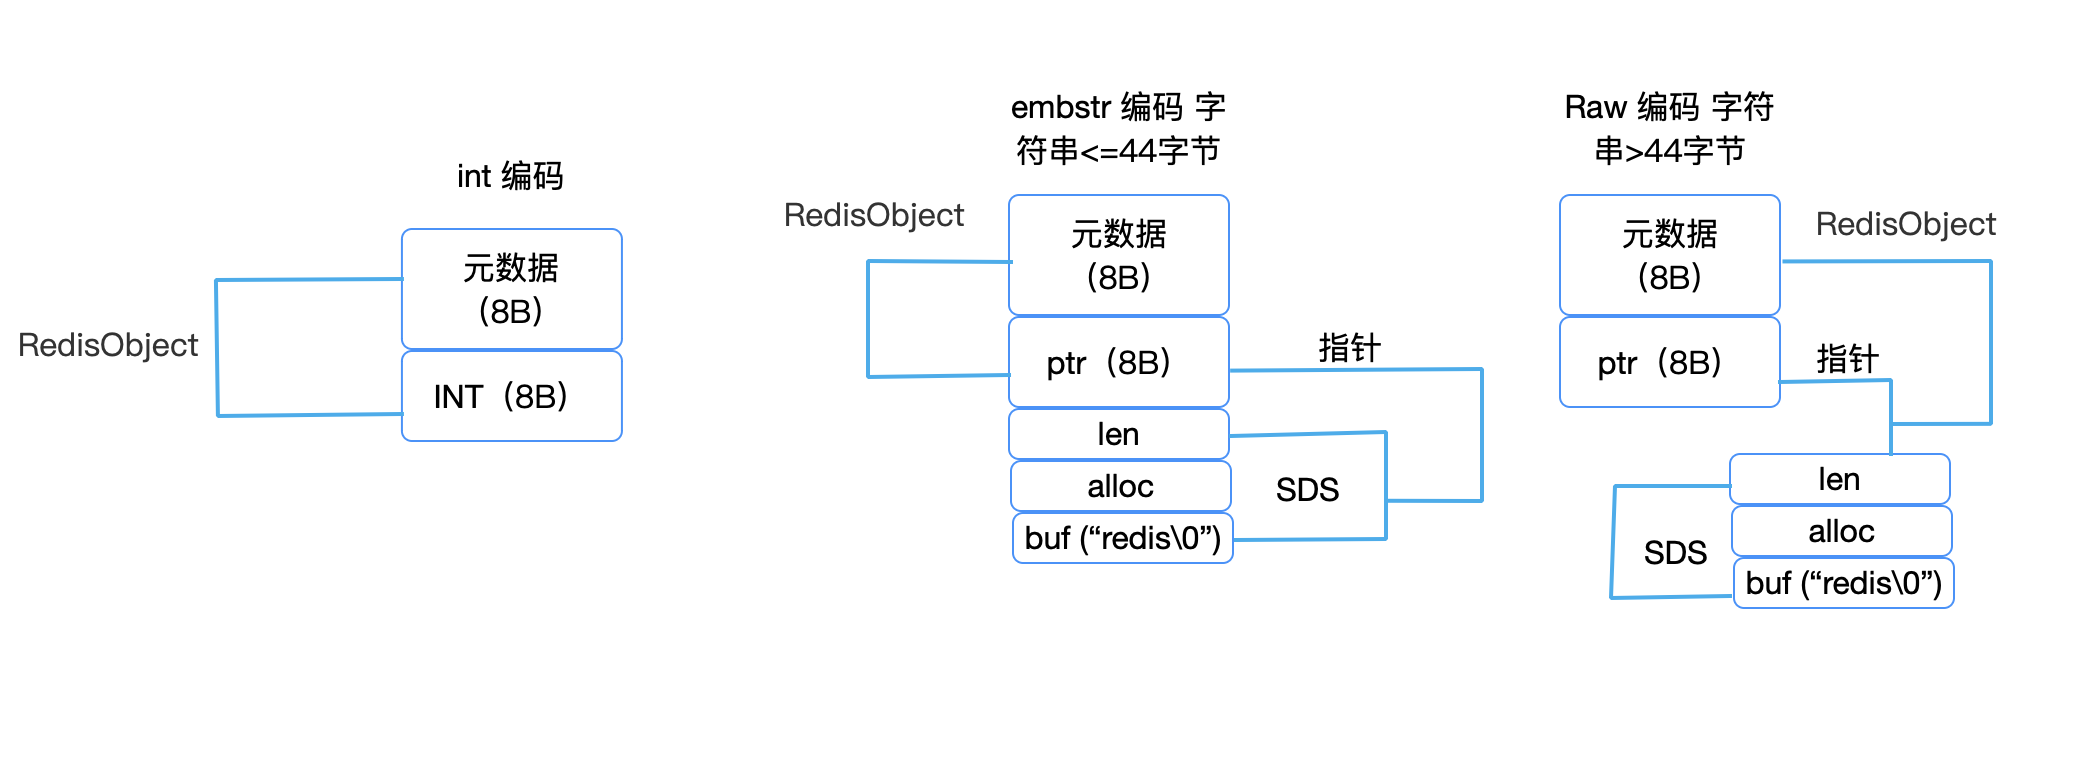 int 编码
元数据
（8B）
INT（8B）
RedisObject
embstr 编码 字
符串<=44字节
RedisObject
元数据
（8B）
ptr（8B）
指针
len
alloc
buf (“redis\0”)
SDS
Raw 编码 字符
串>44字节
元数据
（8B）
RedisObject
ptr（8B）
指针
len
alloc
buf (“redis\0”)
SDS